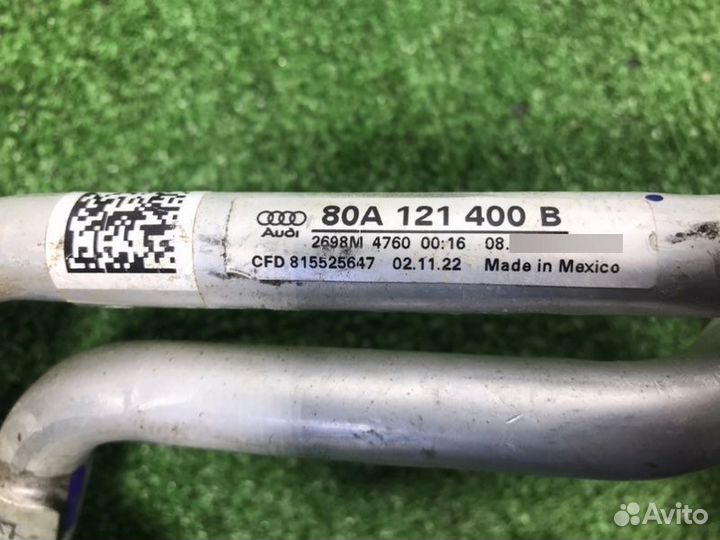 80A 121 400 B
Audi
2698M 4760 00:16 08.
CFD 815525647 02.11.22 Made in Mexico
Avito